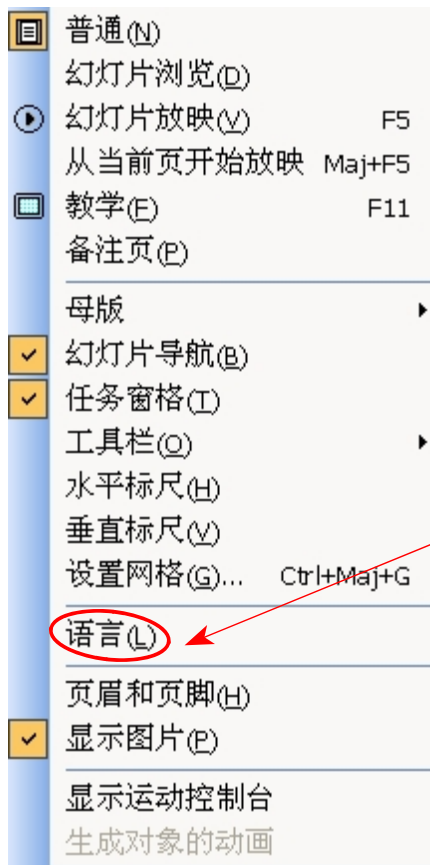 普通(N)
幻灯片浏览(D)
幻灯片放映(V) F5
从当前页开始放映 Maj+F5
教学(E) F11
备注页(P)
母版
幻灯片导航(B)
任务窗格(T)
工具栏(O)
水平标尺(H)
垂直标尺(V)
设置网格(G)... Ctrl+Maj+G
语言(L)
页眉和页脚(H)
显示图片(P)
显示运动控制台
生成对象的动画